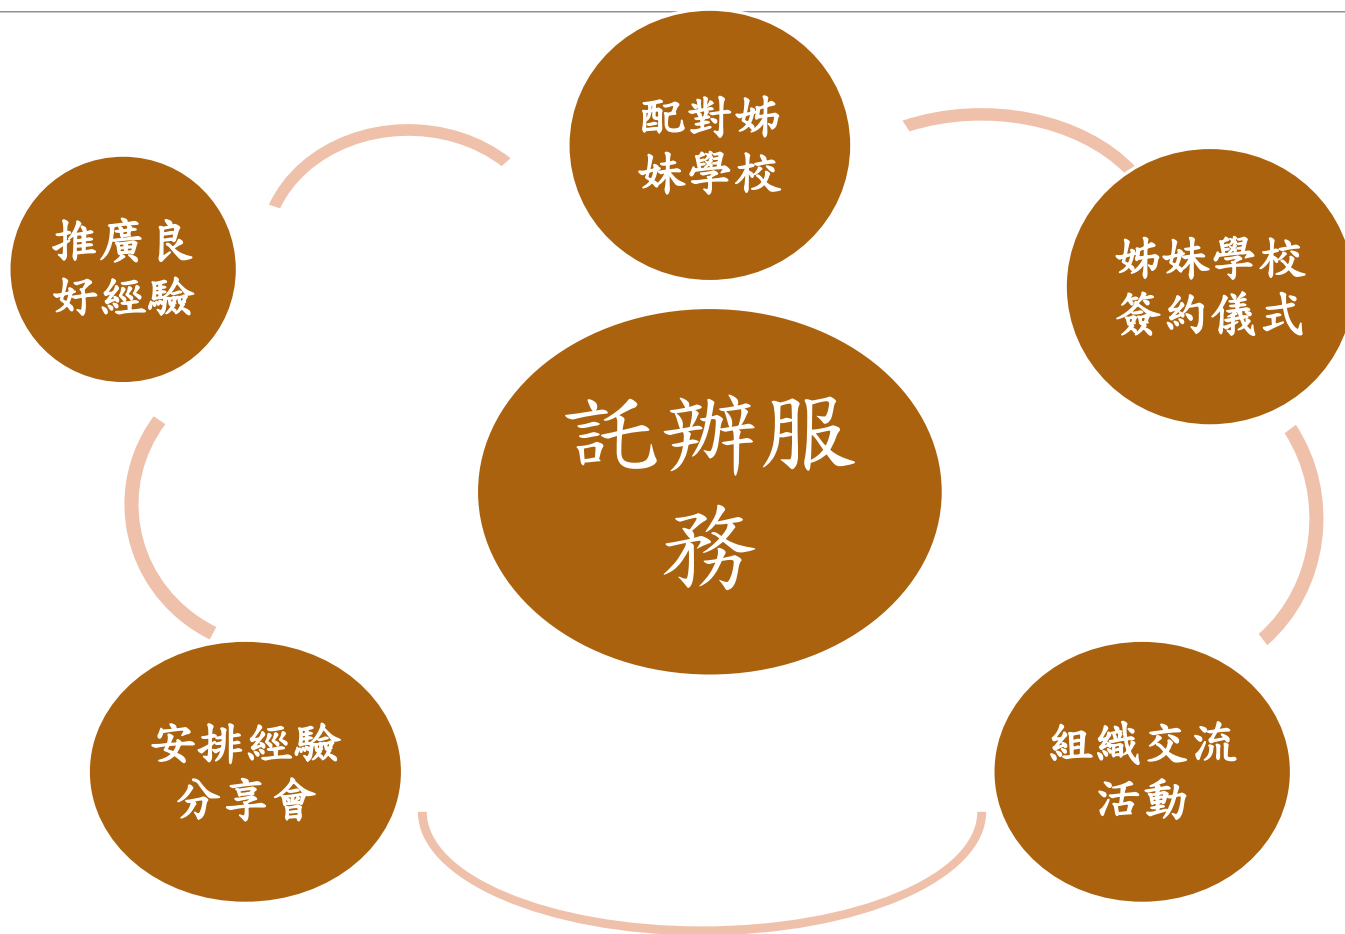 配對姊
妹學校
姊妹學校
簽約儀式
組織交流
活動
安排經驗
分享會
推廣良
好經驗
託辦服
務